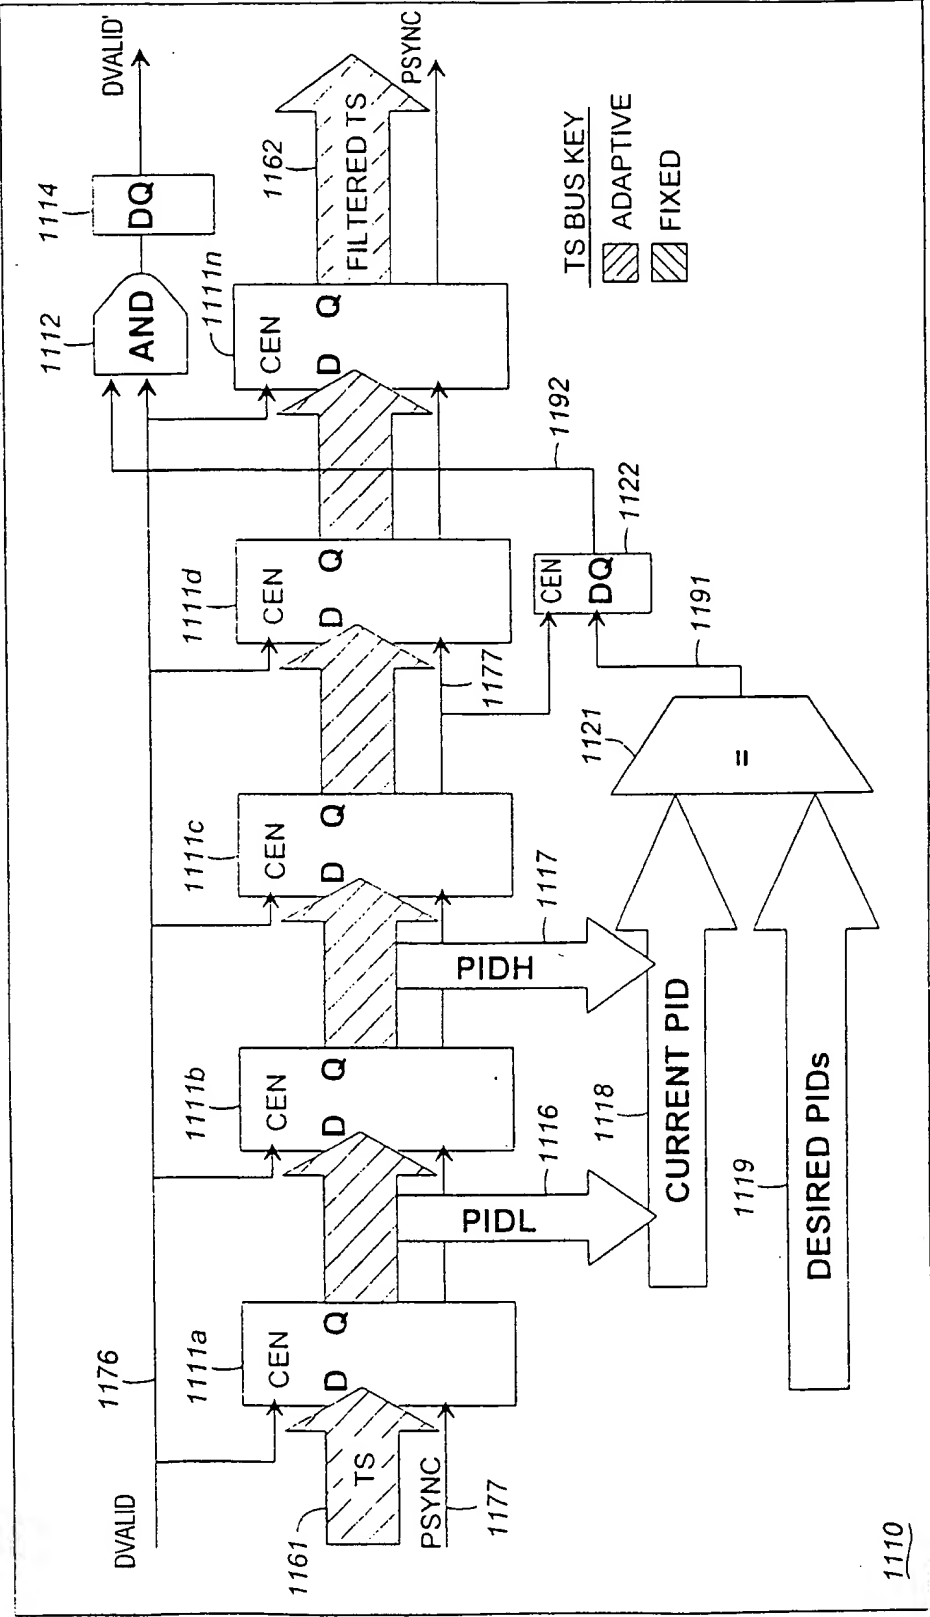 DVALID
1176
1112
AND
1114
DQ
DVALID'
1111a
CEN
D Q
1111b
CEN
D Q
1111c
CEN
D Q
1111d
CEN
D Q
1111n
CEN
D Q
1161
TS
1162
FILTERED TS
PSYNC
1177
PSYNC
1177
1192
PIDL
1116
PIDH
1117
CEN
DQ
1122
1191
1118
CURRENT PID
1121
=
1119
DESIRED PIDs
TS BUS KEY
ADAPTIVE
FIXED
1110